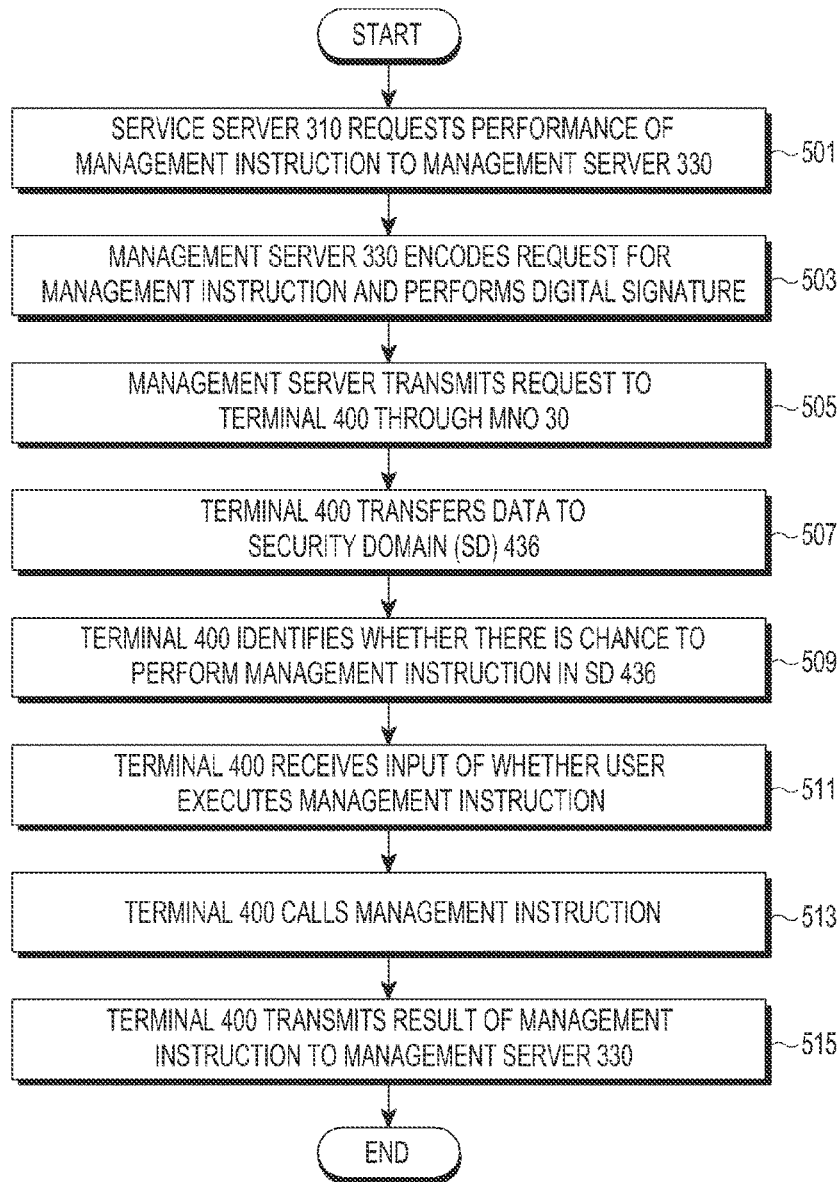 START
SERVICE SERVER 310 REQUESTS PERFORMANCE OF
MANAGEMENT INSTRUCTION TO MANAGEMENT SERVER 330
501
MANAGEMENT SERVER 330 ENCODES REQUEST FOR
MANAGEMENT INSTRUCTION AND PERFORMS DIGITAL SIGNATURE
503
MANAGEMENT SERVER TRANSMITS REQUEST TO
TERMINAL 400 THROUGH MNO 30
505
TERMINAL 400 TRANSFERS DATA TO
SECURITY DOMAIN (SD) 436
507
TERMINAL 400 IDENTIFIES WHETHER THERE IS CHANCE TO
PERFORM MANAGEMENT INSTRUCTION IN SD 436
509
TERMINAL 400 RECEIVES INPUT OF WHETHER USER
EXECUTES MANAGEMENT INSTRUCTION
511
TERMINAL 400 CALLS MANAGEMENT INSTRUCTION
513
TERMINAL 400 TRANSMITS RESULT OF MANAGEMENT
INSTRUCTION TO MANAGEMENT SERVER 330
515
END